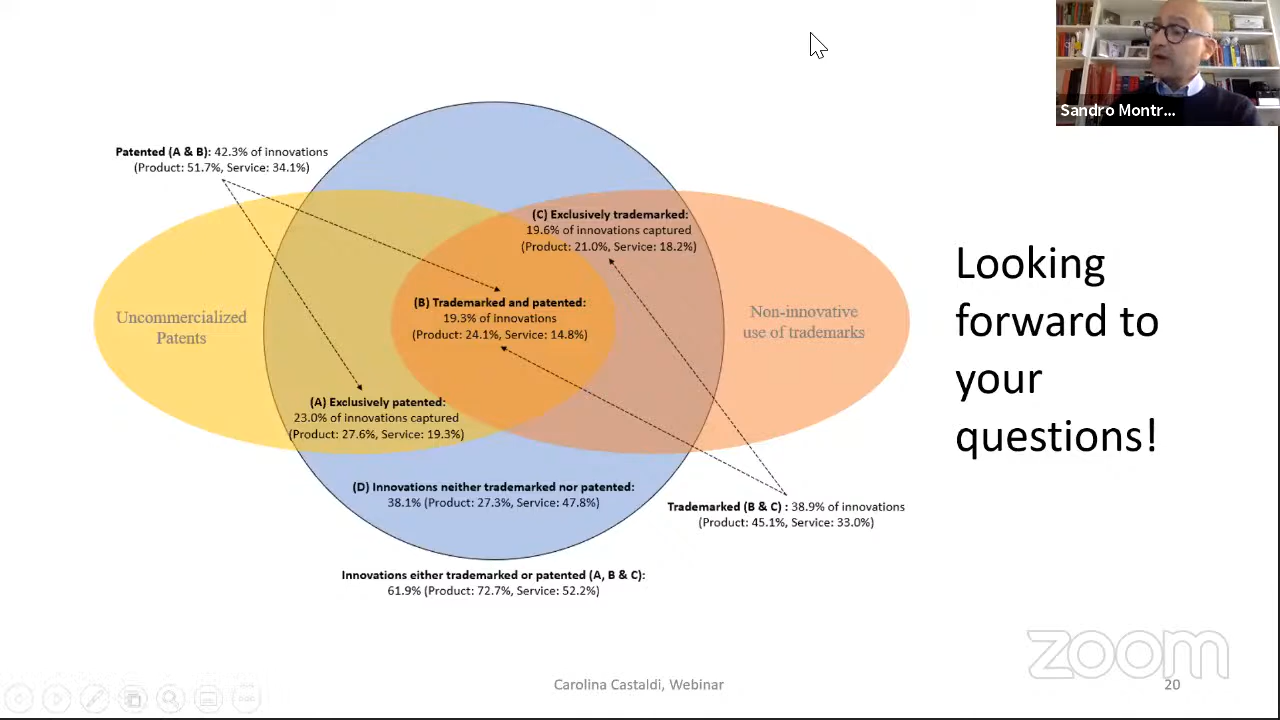 Sandro Montr...
Patented (A & B): 42.3% of innovations
(Product: 51.7%, Service: 34.1%)
(C) Exclusively trademarked:
19.6% of innovations captured
(Product: 21.0%, Service: 18.2%)
Uncommercialized
Patents
(B) Trademarked and patented:
19.3% of innovations
(Product: 24.1%, Service: 14.8%)
Non-innovative
use of trademarks
Looking
forward to
your
questions!
(A) Exclusively patented:
23.0% of innovations captured
(Product: 27.6%, Service: 19.3%)
(D) Innovations neither trademarked nor patented:
38.1% (Product: 27.3%, Service: 47.8%)
Trademarked (B & C) : 38.9% of innovations
(Product: 45.1%, Service: 33.0%)
Innovations either trademarked or patented (A, B & C):
61.9% (Product: 72.7%, Service: 52.2%)
zoom
Carolina Castaldi, Webinar
20